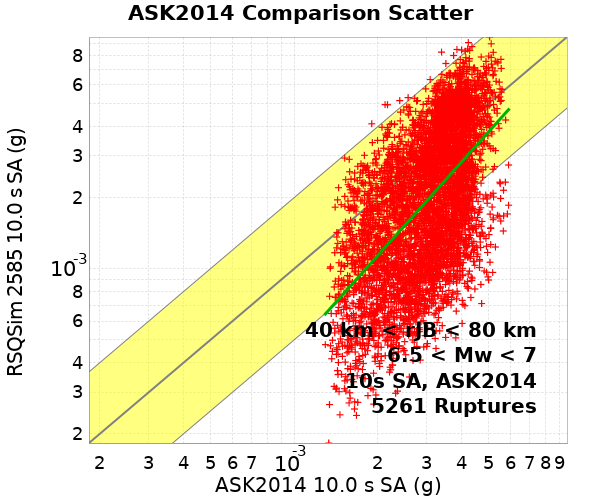 ASK2014 Comparison Scatter
RSQSim 2585 10.0 s SA (g)
8
6
4
3
2
10-3
8
6
4
3
2
40 km < rJB < 80 km
6.5 < Mw < 7
10s SA, ASK2014
5261 Ruptures
2 3 4 5 6 7 10-3 2 3 4 5 6 7 8 9
ASK2014 10.0 s SA (g)